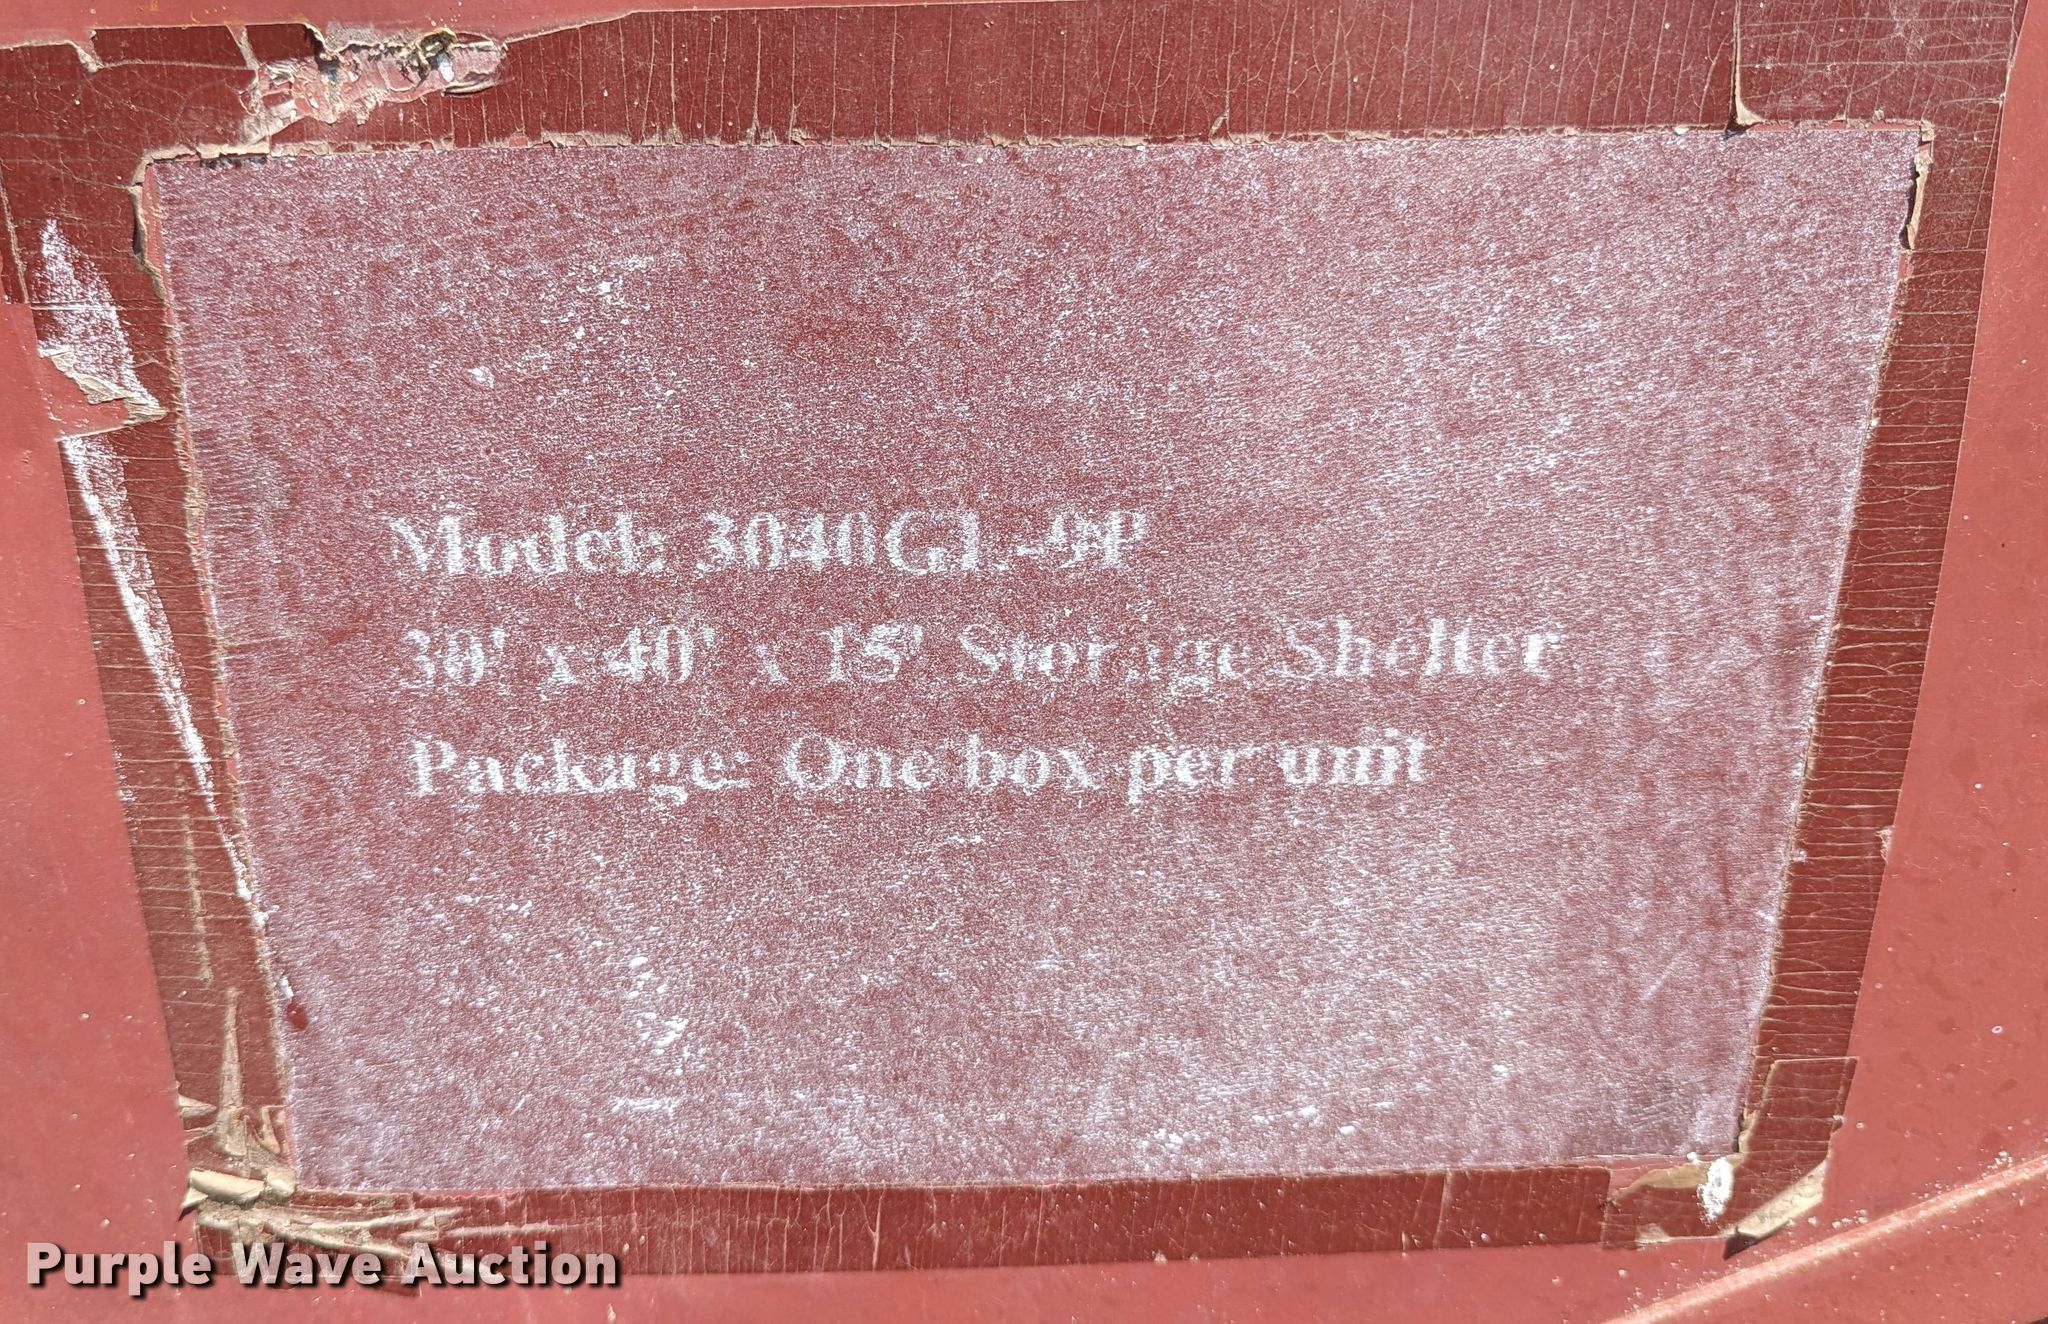 Model: 3040GL-9P
30' x 40' x 15' Storage Shelter
Package: One box per unit
Purple Wave Auction